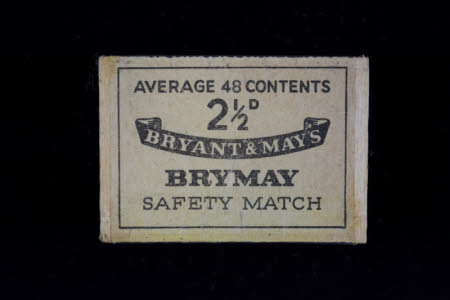 AVERAGE 48 CONTENTS
2½D
BRYANT & MAY'S
BRYMAY
SAFETY MATCH